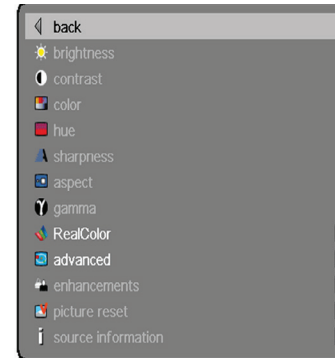 back
brightness
contrast
color
hue
sharpness
aspect
gamma
RealColor
advanced
enhancements
picture reset
source information